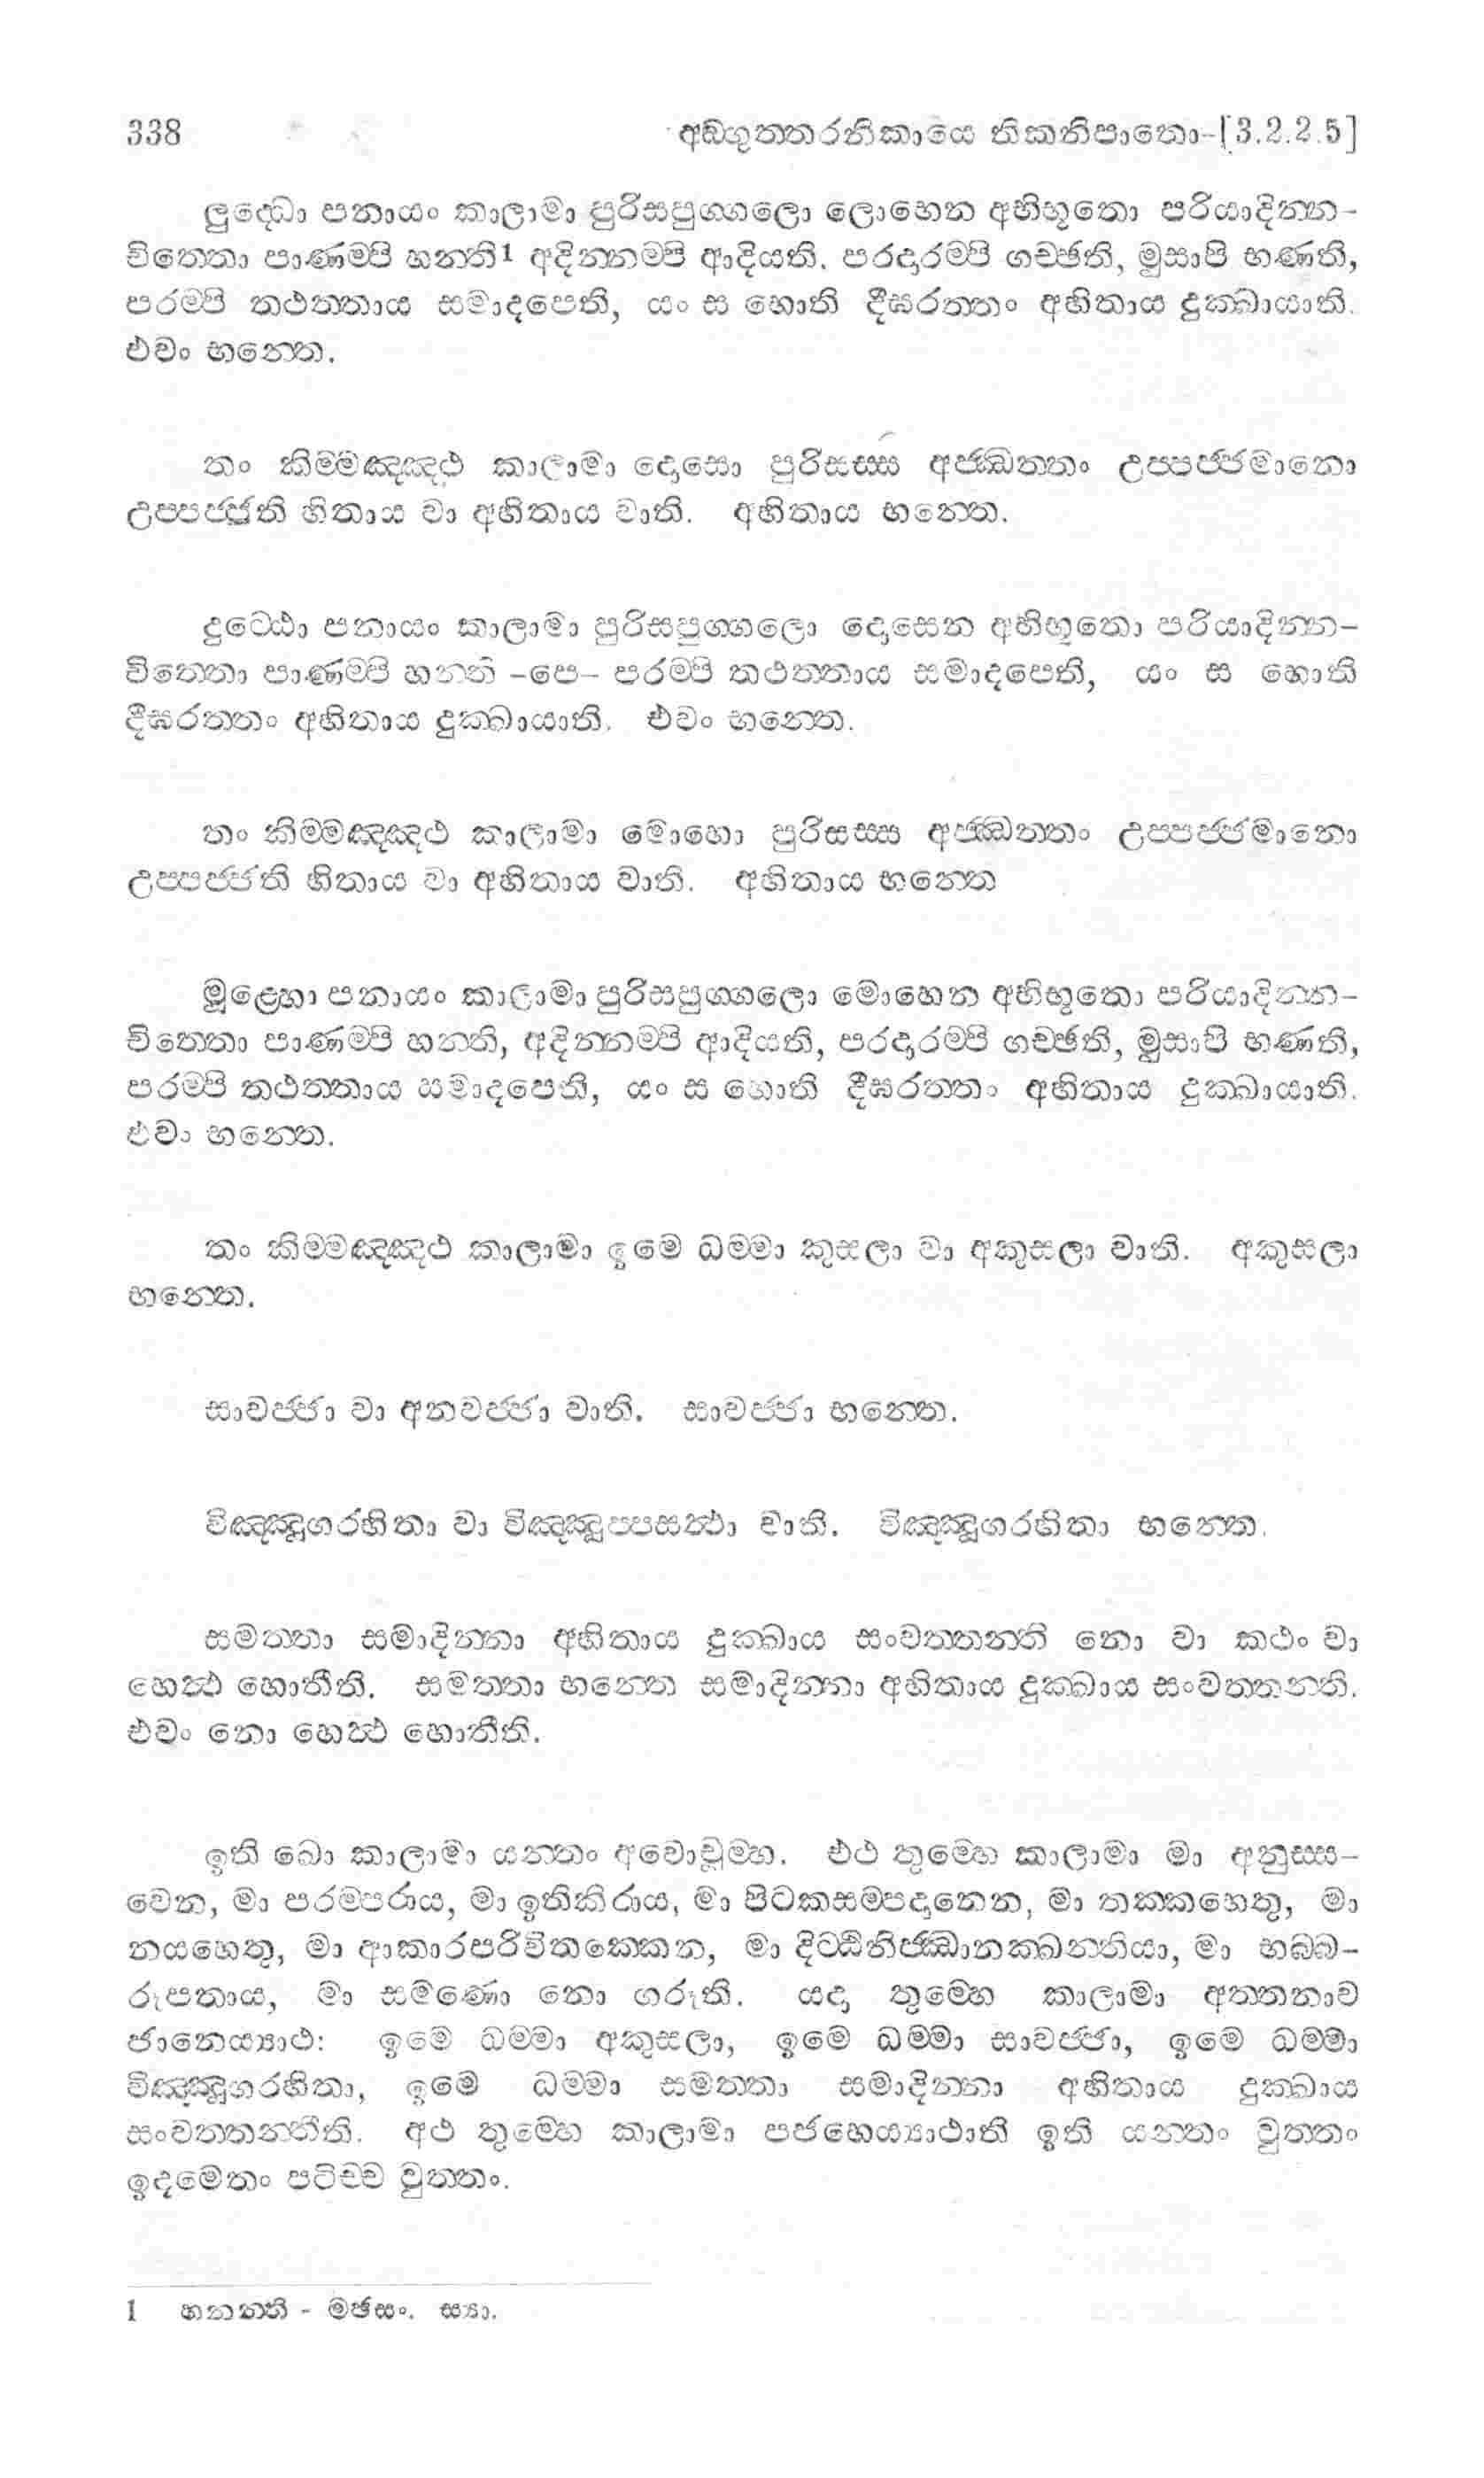 338 අඞගුත්තරනිකායෙ තිකනිපාතො-[3.2.2.5]
ලුද්ධො පනායං කාලාමා පුරිසපුග්ගලො ලොභෙන අභිභූතො පරියාදින්න-
චිත්තො පාණම්පි හනති1 අදින්නම්පි ආදියති. පරදාරම්පි ගච්ඡති, මුසාපි භණති,
පරම්පි තථත්තාය සමාදපෙති, යං ස හොති දීඝරත්තං අහිතාය දුක්ඛායාති.
එවං භන්තෙ.
තං කිම්මඤ්ඤථ කාලාමා දොසො පුරිසස්ස අජ්ඣත්තං උප්පජ්ජමානො
උප්පජ්ජති හිතාය වා අහිතාය වාති. අහිතාය භන්තෙ.
දුට්ඨො පනායං කාලාමා පුරිසපුග්ගලො දොසෙන අභිභූතො පරියාදින්න-
චිත්තො පාණම්පි හනති -පෙ- පරම්පි තථත්තාය සමාදපෙති, යං ස හොති
දීඝරත්තං අහිතාය දුක්ඛායාති. එවං භන්තෙ.
තං කිම්මඤ්ඤථ කාලාමා මොහො පුරිසස්ස අජ්ඣත්තං උප්පජ්ජමානො
උප්පජ්ජති හිතාය වා අහිතාය වාති. අහිතාය භන්තෙ
මූළ්හො පනායං කාලාමා පුරිසපුග්ගලො මොහෙන අභිභූතො පරියාදින්න-
චිත්තො පාණම්පි හනති, අදින්නම්පි ආදියති, පරදාරම්පි ගච්ඡති, මුසාපි භණති,
පරම්පි තථත්තාය සමාදපෙති, යං ස හොති දීඝරත්තං අහිතාය දුක්ඛායාති.
එවං භන්තෙ.
තං කිම්මඤ්ඤථ කාලාමා ඉමෙ ධම්මා කුසලා වා අකුසලා වාති. අකුසලා
භන්තෙ.
සාවජ්ජා වා අනවජ්ජා වාති. සාවජ්ජා භන්තෙ.
විඤ්ඤූගරහිතා වා විඤ්ඤූප්පසත්ථා වාති. විඤ්ඤූගරහිතා භන්තෙ.
සමත්තා සමාදින්නා අහිතාය දුක්ඛාය සංවත්තන්ති නො වා කථං වා
හෙත්ථ හොතීති. සමත්තා භන්තෙ සමාදින්නා අහිතාය දුක්ඛාය සංවත්තන්ති.
එවං නො හෙත්ථ හොතීති.
ඉති ඛො කාලාමා යන්තං අවොචූම්හ. එථ තුම්හෙ කාලාමා මා අනුස්ස-
වෙන, මා පරම්පරාය, මා ඉතිකිරාය, මා පිටකසම්පදානෙන, මා තක්කහෙතු, මා
නයහෙතු, මා ආකාරපරිවිතක්කෙන, මා දිට්ඨිනිජ්ඣානක්ඛන්තියා, මා භබ්බ-
රූපතාය, මා සමණො නො ගරූති. යදා තුම්හෙ කාලාමා අත්තනාව
ජානෙය්‍යාථ: ඉමෙ ධම්මා අකුසලා, ඉමෙ ධම්මා සාවජ්ජා, ඉමෙ ධම්මා
විඤ්ඤූගරහිතා, ඉමෙ ධම්මා සමත්තා සමාදින්නා අහිතාය දුක්ඛාය
සංවත්තන්තීති. අථ තුම්හෙ කාලාමා පජහෙය්‍යාථාති ඉති යන්තං වුත්තං
ඉදමෙතං පටිච්ච වුත්තං.
1 හනන්ති - මඡසං. ස්‍යා.